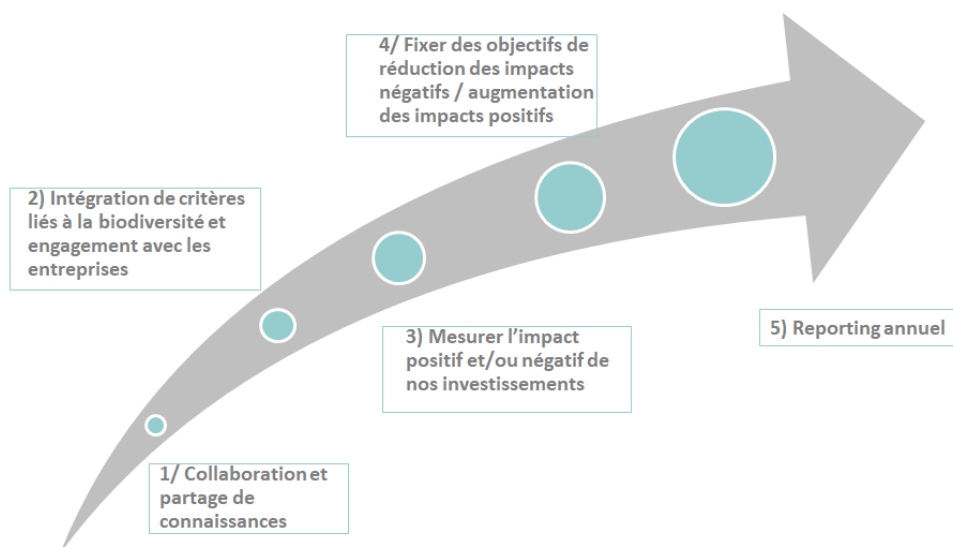 4/ Fixer des objectifs de
réduction des impacts
négatifs / augmentation
des impacts positifs
2) Intégration de critères
liés à la biodiversité et
engagement avec les
entreprises
3) Mesurer l'impact
positif et/ou négatif de
nos investissements
5) Reporting annuel
1/ Collaboration et
partage de
connaissances